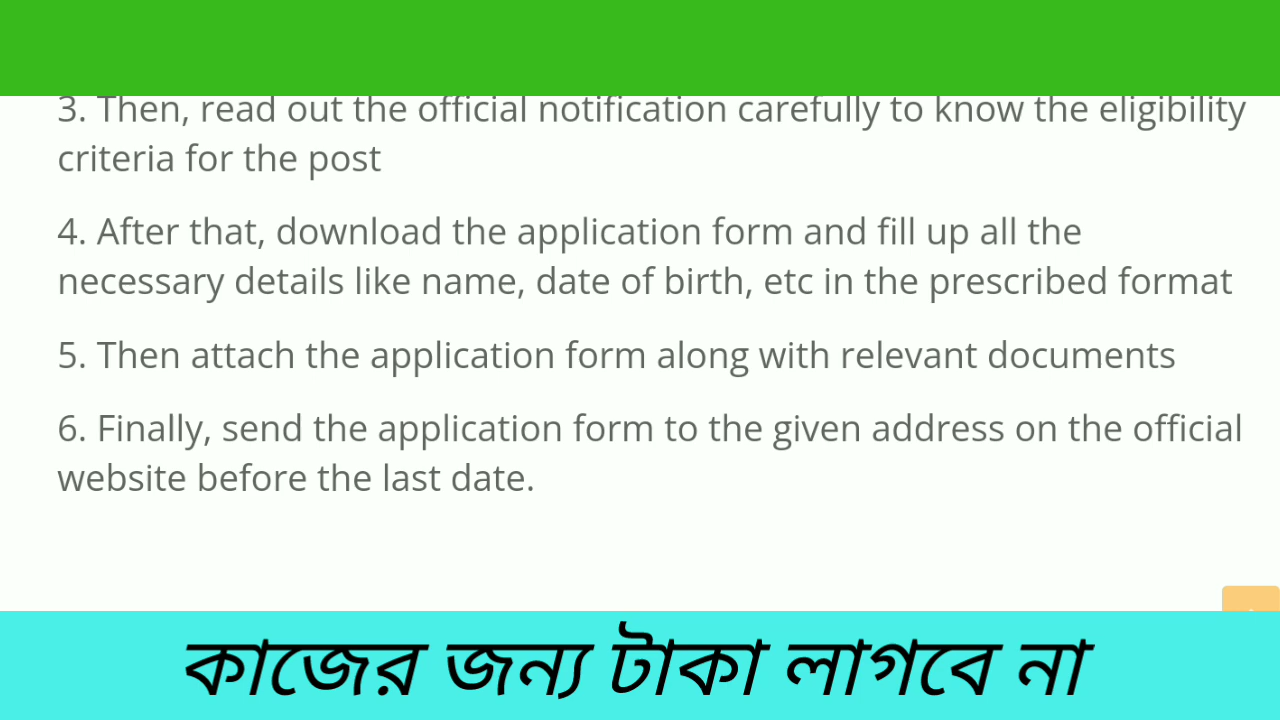 3. Then, read out the official notification carefully to know the eligibility
criteria for the post
4. After that, download the application form and fill up all the
necessary details like name, date of birth, etc in the prescribed format
5. Then attach the application form along with relevant documents
6. Finally, send the application form to the given address on the official
website before the last date.
কাজের জন্য টাকা লাগবে না